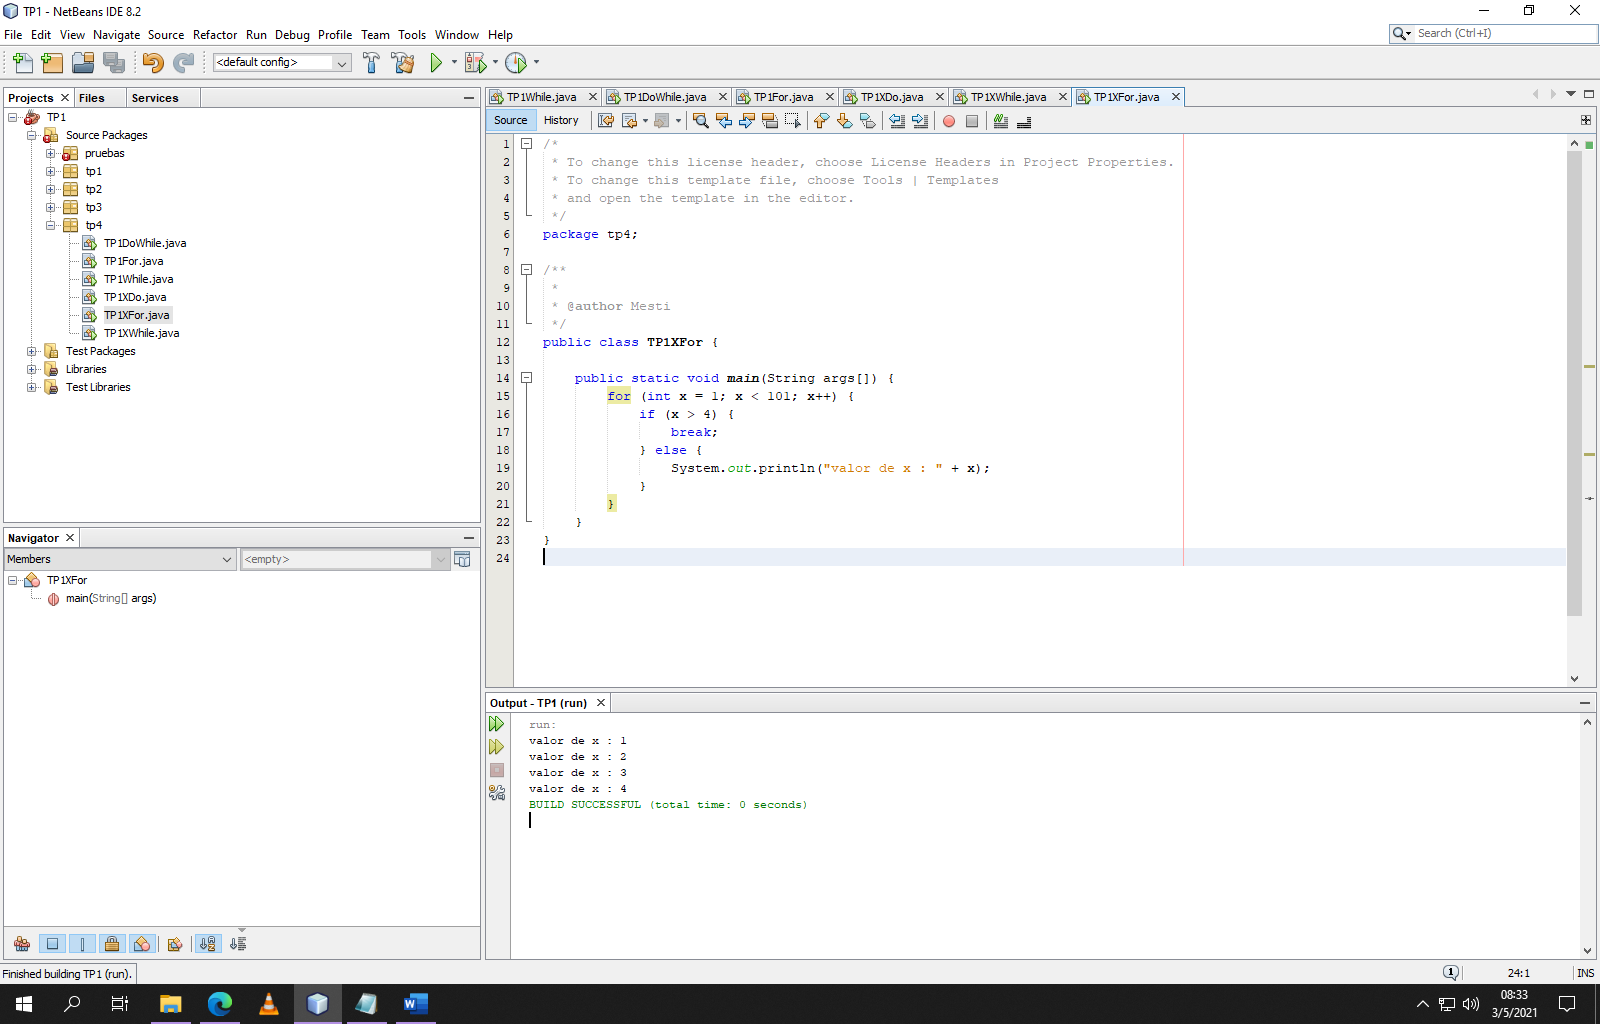 TP1 - NetBeans IDE 8.2
File Edit View Navigate Source Refactor Run Debug Profile Team Tools Window Help
Search (Ctrl+I)
<default config>
Projects Files Services
TP1
Source Packages
pruebas
tp1
tp2
tp3
tp4
TP1DoWhile.java
TP1For.java
TP1While.java
TP1XDo.java
TP1XFor.java
TP1XWhile.java
Test Packages
Libraries
Test Libraries
Navigator
Members <empty>
TP1XFor
main(String[] args)
TP1While.java TP1DoWhile.java TP1For.java TP1XDo.java TP1XWhile.java TP1XFor.java
Source History
1 /*
2 * To change this license header, choose License Headers in Project Properties.
3 * To change this template file, choose Tools | Templates
4 * and open the template in the editor.
5 */
6 package tp4;
7
8 /**
9 *
10 * @author Mesti
11 */
12 public class TP1XFor {
13
14 public static void main(String args[]) {
15 for (int x = 1; x < 101; x++) {
16 if (x > 4) {
17 break;
18 } else {
19 System.out.println("valor de x : " + x);
20 }
21 }
22 }
23 }
24
Output - TP1 (run)
run:
valor de x : 1
valor de x : 2
valor de x : 3
valor de x : 4
BUILD SUCCESSFUL (total time: 0 seconds)
Finished building TP1 (run).
1 24:1 INS
08:33
3/5/2021